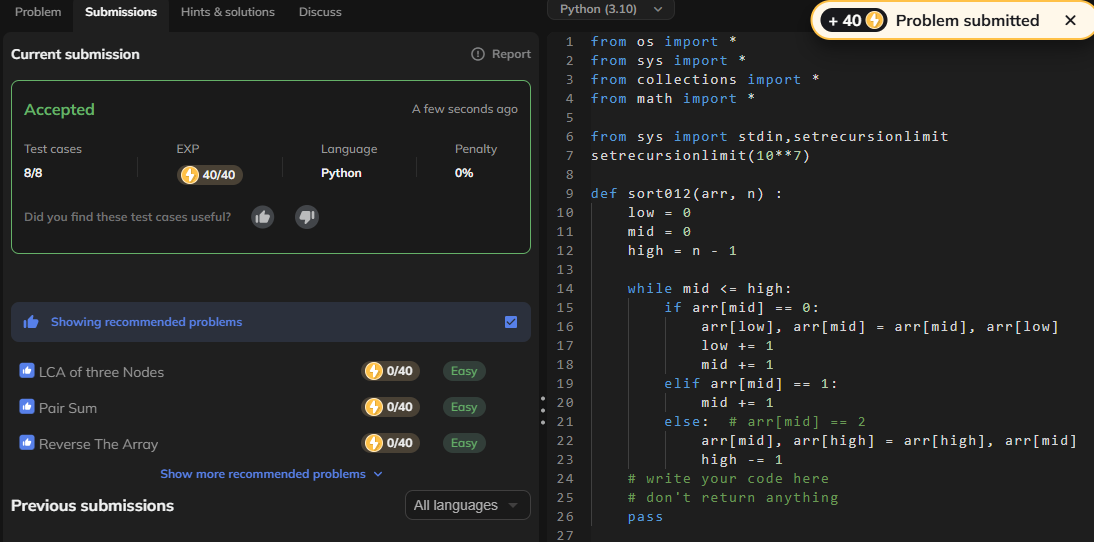 Problem Submissions Hints & solutions Discuss
Current submission Report
Accepted A few seconds ago
Test cases EXP Language Penalty
8/8 40/40 Python 0%
Did you find these test cases useful?
Showing recommended problems
LCA of three Nodes 0/40 Easy
Pair Sum 0/40 Easy
Reverse The Array 0/40 Easy
Show more recommended problems
Previous submissions All languages
Python (3.10)
+ 40 Problem submitted ×
1 from os import *
2 from sys import *
3 from collections import *
4 from math import *
5
6 from sys import stdin,setrecursionlimit
7 setrecursionlimit(10**7)
8
9 def sort012(arr, n) :
10 low = 0
11 mid = 0
12 high = n - 1
13
14 while mid <= high:
15 if arr[mid] == 0:
16 arr[low], arr[mid] = arr[mid], arr[low]
17 low += 1
18 mid += 1
19 elif arr[mid] == 1:
20 mid += 1
21 else: # arr[mid] == 2
22 arr[mid], arr[high] = arr[high], arr[mid]
23 high -= 1
24 # write your code here
25 # don't return anything
26 pass
27